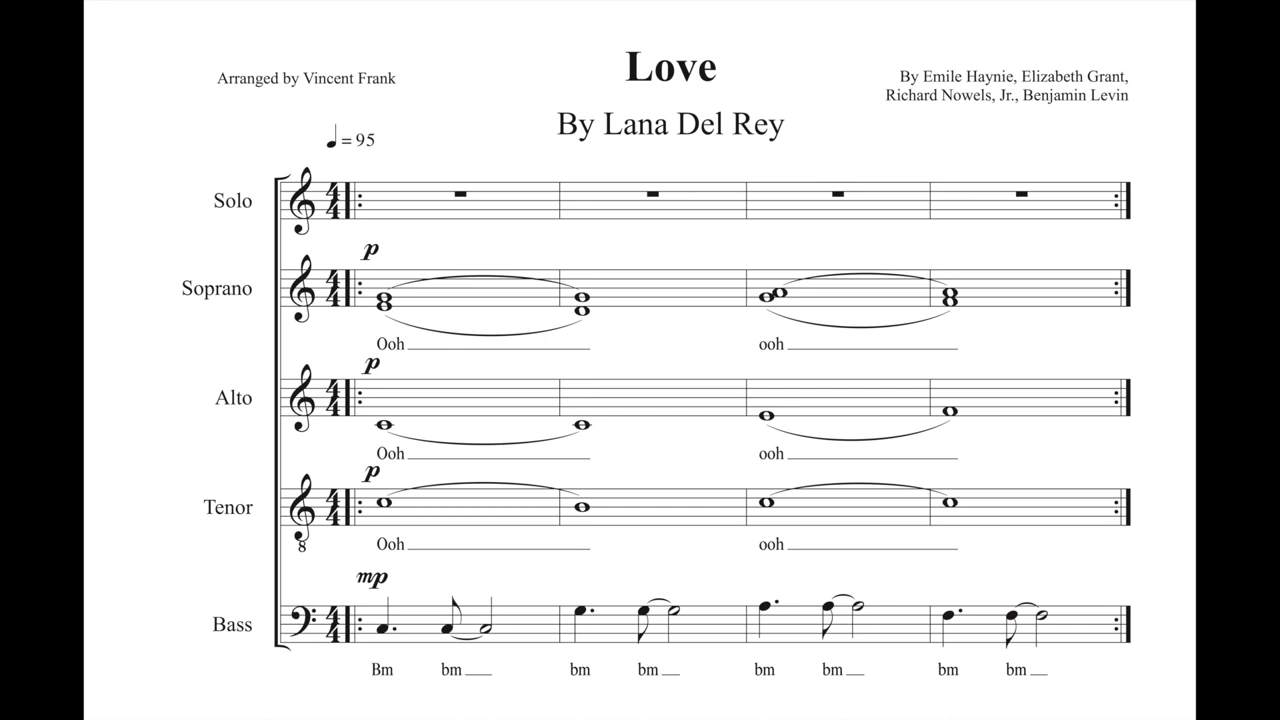 Love
Arranged by Vincent Frank
By Emile Haynie, Elizabeth Grant,
Richard Nowels, Jr., Benjamin Levin
By Lana Del Rey
= 95
Solo
p
Soprano
Ooh ooh
p
Alto
Ooh ooh
p
Tenor
8
Ooh ooh
mp
Bass
Bm bm bm bm bm bm bm bm